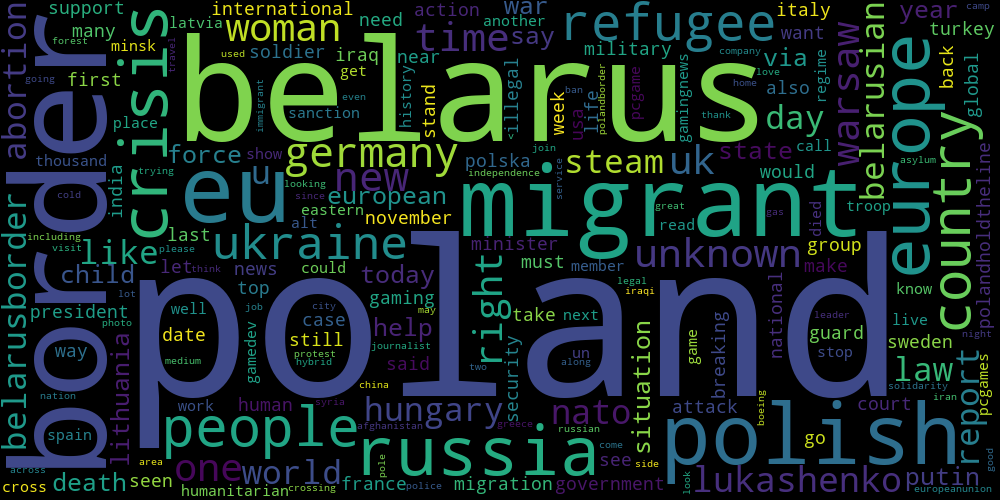 support
international
war
action
another
italy
year
camp
many
latvia
woman
refugee
need
say
military
want
via
turkey
minsk
soldier
iraq
time
near
first
get
belarus
abortion
border
crisis
forest
used
company
love
going
travel
even
ban
home
regime
also
back
global
sanction
history
stand
illegal
week
usa
life
pcgame
polandborder
gamingnews
day
warsaw
belarusian
place
immigrant
join
thank
call
thousand
force
show
germany
polska
steam
uk
state
independence
would
asylum
trying
india
looking
u
new
cold
since
european
service
great
gas
eu
migrant
europe
country
eastern
alt
november
read
died
troop
polandholdtheline
including
last
visit
please
ukraine
minister
unknown
group
belarusborder
like
let
think
news
could
today
must
member
make
know
child
lot
top
city
gaming
right
legal
iraqi
national
leader
night
president
photo
well
job
may
case
take
next
live
way
date
gamedev
still
help
journalist
security
un
along
situation
game
breaking
guard
stop
sweden
medium
protest
hybrid
said
two
law
nation
lithuania
china
poland
solidarity
pcgames
work
human
syria
hungary
nato
attack
boeing
court
iran
report
spain
people
afghanistan
greece
russian
polish
go
good
across
area
pole
russia
come
side
one
world
see
look
lukashenko
putin
cross
death
seen
humanitarian
crossing
france
police
migration
government
europeanunion